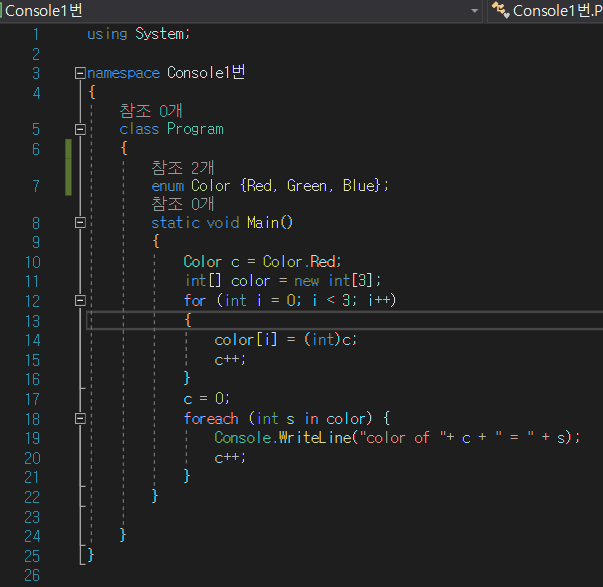 Console1번
Console1번.P
1 using System;
2
3 namespace Console1번
4 {
참조 0개
5 class Program
6 {
참조 2개
7 enum Color {Red, Green, Blue};
참조 0개
8 static void Main()
9 {
10 Color c = Color.Red;
11 int[] color = new int[3];
12 for (int i = 0; i < 3; i++)
13 {
14 color[i] = (int)c;
15 c++;
16 }
17 c = 0;
18 foreach (int s in color) {
19 Console.WriteLine("color of "+ c + " = " + s);
20 c++;
21 }
22 }
23
24 }
25 }
26